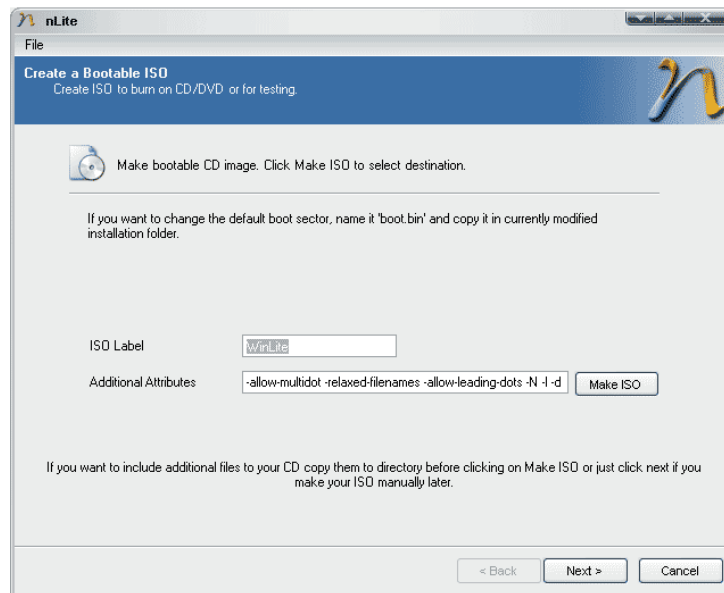 nLite
File
Create a Bootable ISO
Create ISO to burn on CD/DVD or for testing.
Make bootable CD image. Click Make ISO to select destination.
If you want to change the default boot sector, name it 'boot.bin' and copy it in currently modified
installation folder.
ISO Label
WinLite
Additional Attributes
-allow-multidot -relaxed-filenames -allow-leading-dots -N -l -d
Make ISO
If you want to include additional files to your CD copy them to directory before clicking on Make ISO or just click next if you
make your ISO manually later.
< Back
Next >
Cancel